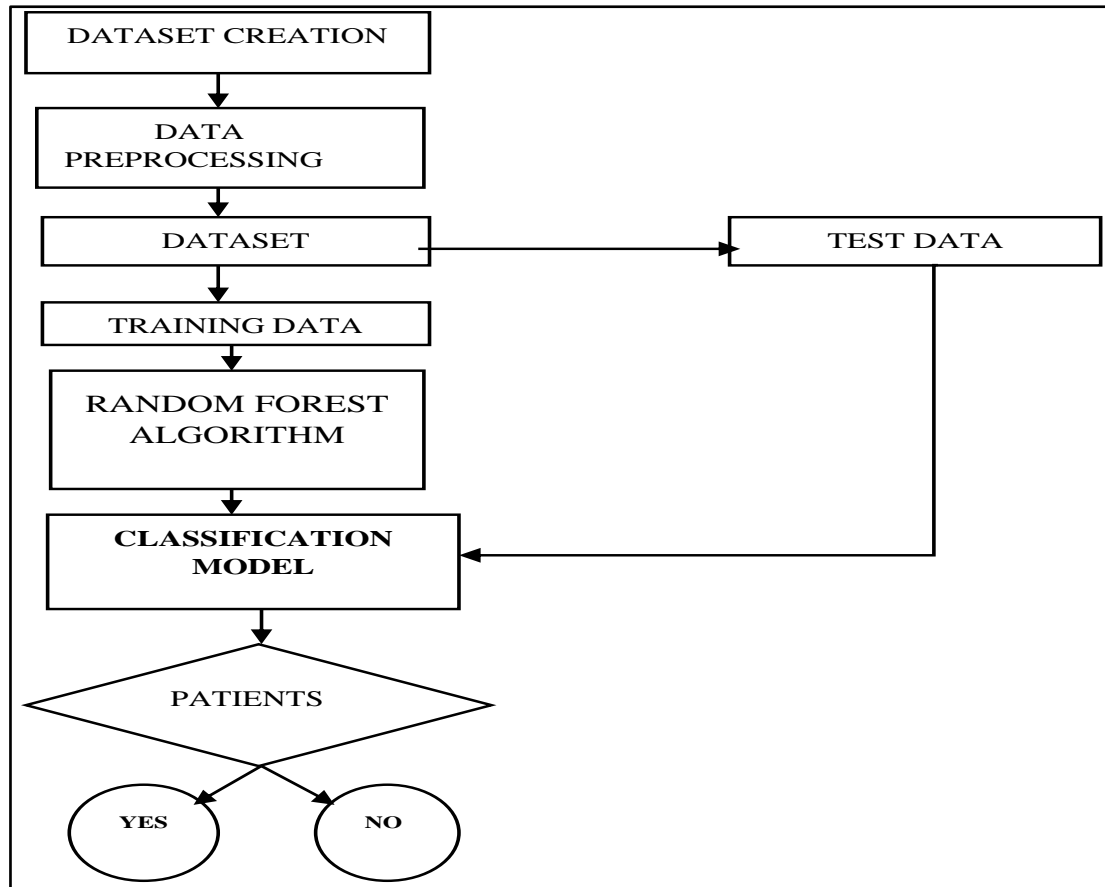 DATASET CREATION
DATA
PREPROCESSING
DATASET
TEST DATA
TRAINING DATA
RANDOM FOREST
ALGORITHM
CLASSIFICATION
MODEL
PATIENTS
YES
NO